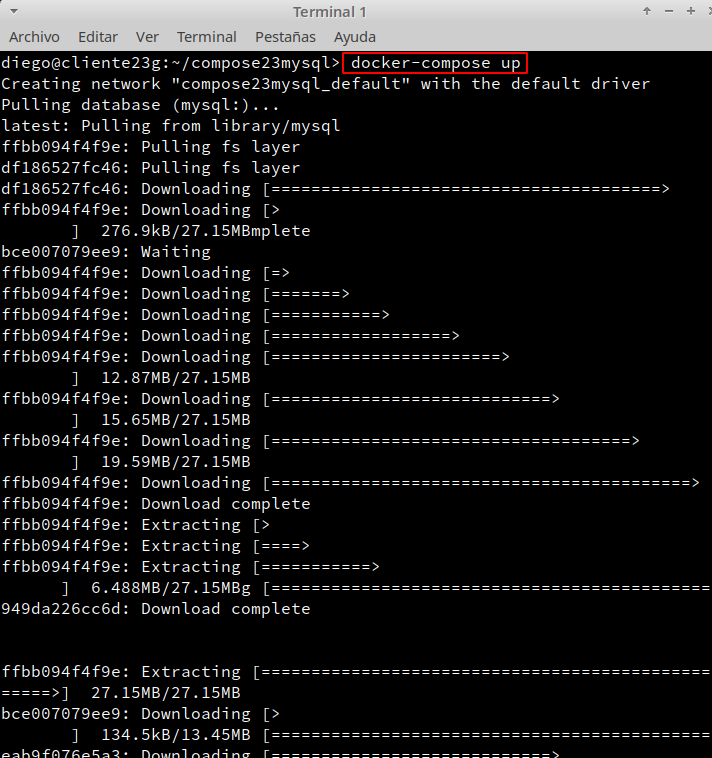 Terminal 1
Archivo Editar Ver Terminal Pestañas Ayuda
diego@cliente23g:~/compose23mysql> docker-compose up
Creating network "compose23mysql_default" with the default driver
Pulling database (mysql:)...
latest: Pulling from library/mysql
ffbb094f4f9e: Pulling fs layer
df186527fc46: Pulling fs layer
df186527fc46: Downloading [=======================================>
ffbb094f4f9e: Downloading [>
]  276.9kB/27.15MBmplete
bce007079ee9: Waiting
ffbb094f4f9e: Downloading [=>
ffbb094f4f9e: Downloading [=======>
ffbb094f4f9e: Downloading [===========>
ffbb094f4f9e: Downloading [==================>
ffbb094f4f9e: Downloading [=======================>
]  12.87MB/27.15MB
ffbb094f4f9e: Downloading [============================>
]  15.65MB/27.15MB
ffbb094f4f9e: Downloading [====================================>
]  19.59MB/27.15MB
ffbb094f4f9e: Downloading [==========================================>
ffbb094f4f9e: Download complete
ffbb094f4f9e: Extracting [>
ffbb094f4f9e: Extracting [====>
ffbb094f4f9e: Extracting [===========>
]  6.488MB/27.15MBg [============================================
949da226cc6d: Download complete
ffbb094f4f9e: Extracting [=============================================
=====>]  27.15MB/27.15MB
bce007079ee9: Downloading [>
]  134.5kB/13.45MB [============================================
eab9f076e5a3: Downloading [============================>